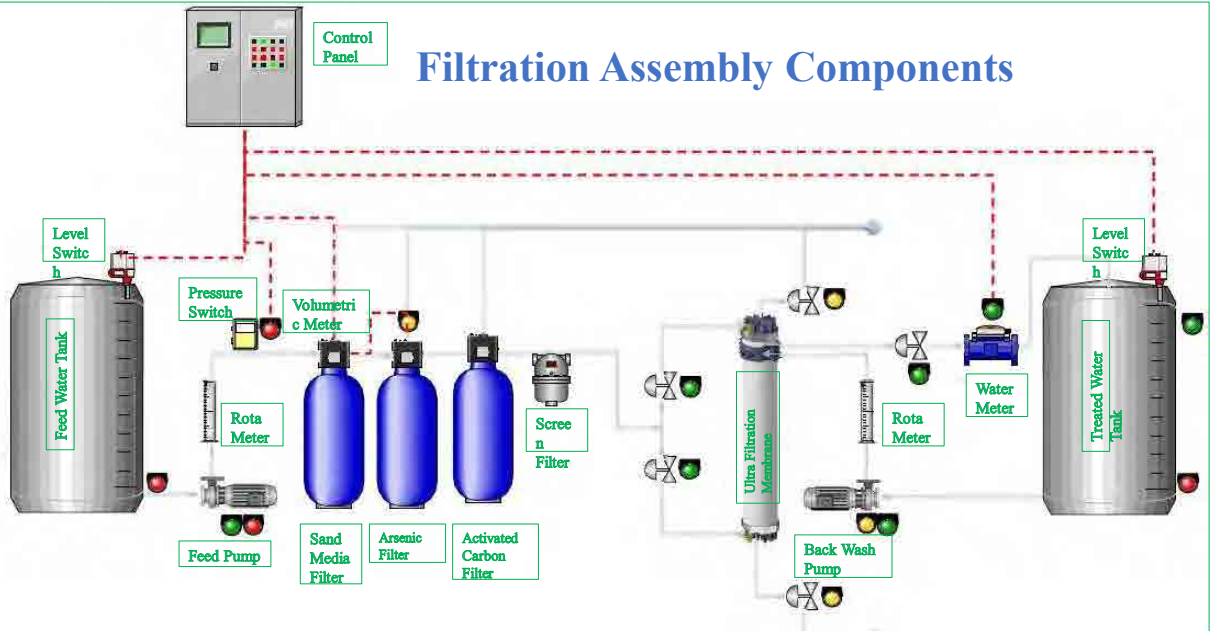 Control
Panel
Filtration Assembly Components
Level
Switc
h
Level
Switc
h
Pressure
Switch
Volumetri
c Meter
Feed Water Tank
Rota
Meter
Scree
n
Filter
Ultra Filtration
Membrane
Rota
Meter
Water
Meter
Treated Water
Tank
Feed Pump
Sand
Media
Filter
Arsenic
Filter
Activated
Carbon
Filter
Back Wash
Pump